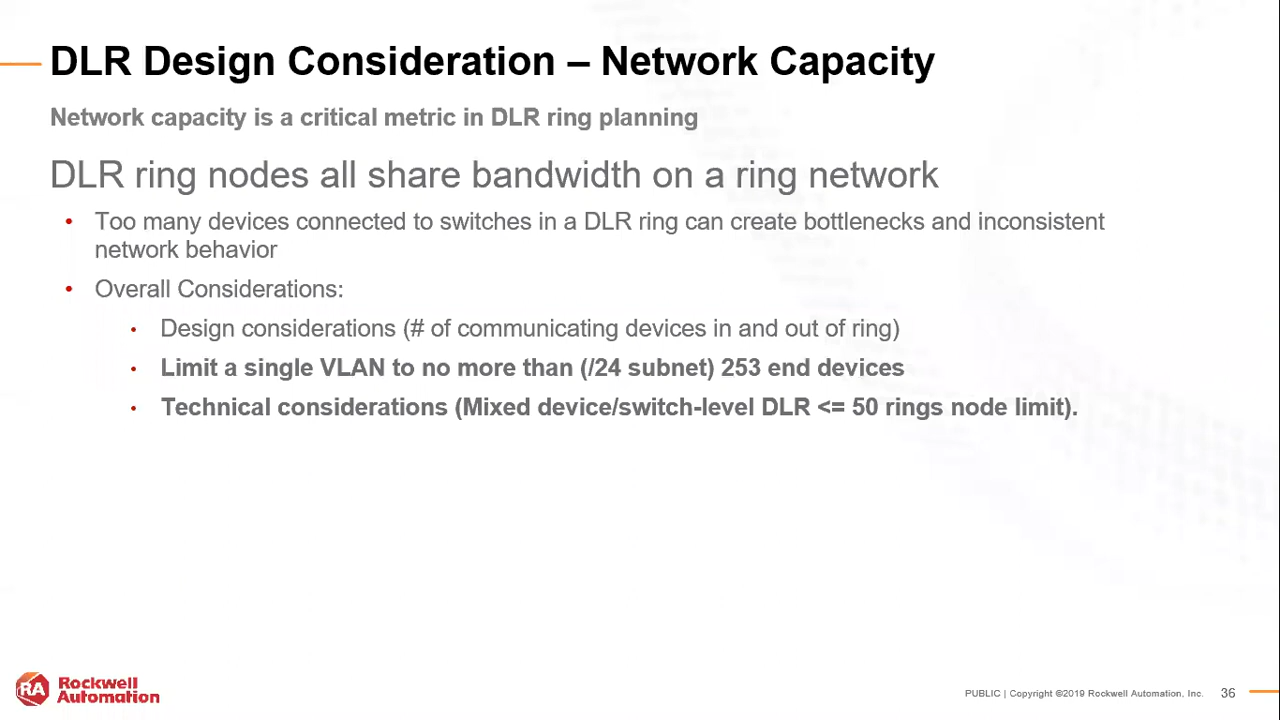 DLR Design Consideration – Network Capacity
Network capacity is a critical metric in DLR ring planning
DLR ring nodes all share bandwidth on a ring network
• Too many devices connected to switches in a DLR ring can create bottlenecks and inconsistent
network behavior
• Overall Considerations:
• Design considerations (# of communicating devices in and out of ring)
• Limit a single VLAN to no more than (/24 subnet) 253 end devices
• Technical considerations (Mixed device/switch-level DLR <= 50 rings node limit).
RA
Rockwell
Automation
PUBLIC | Copyright ©2019 Rockwell Automation, Inc. 36